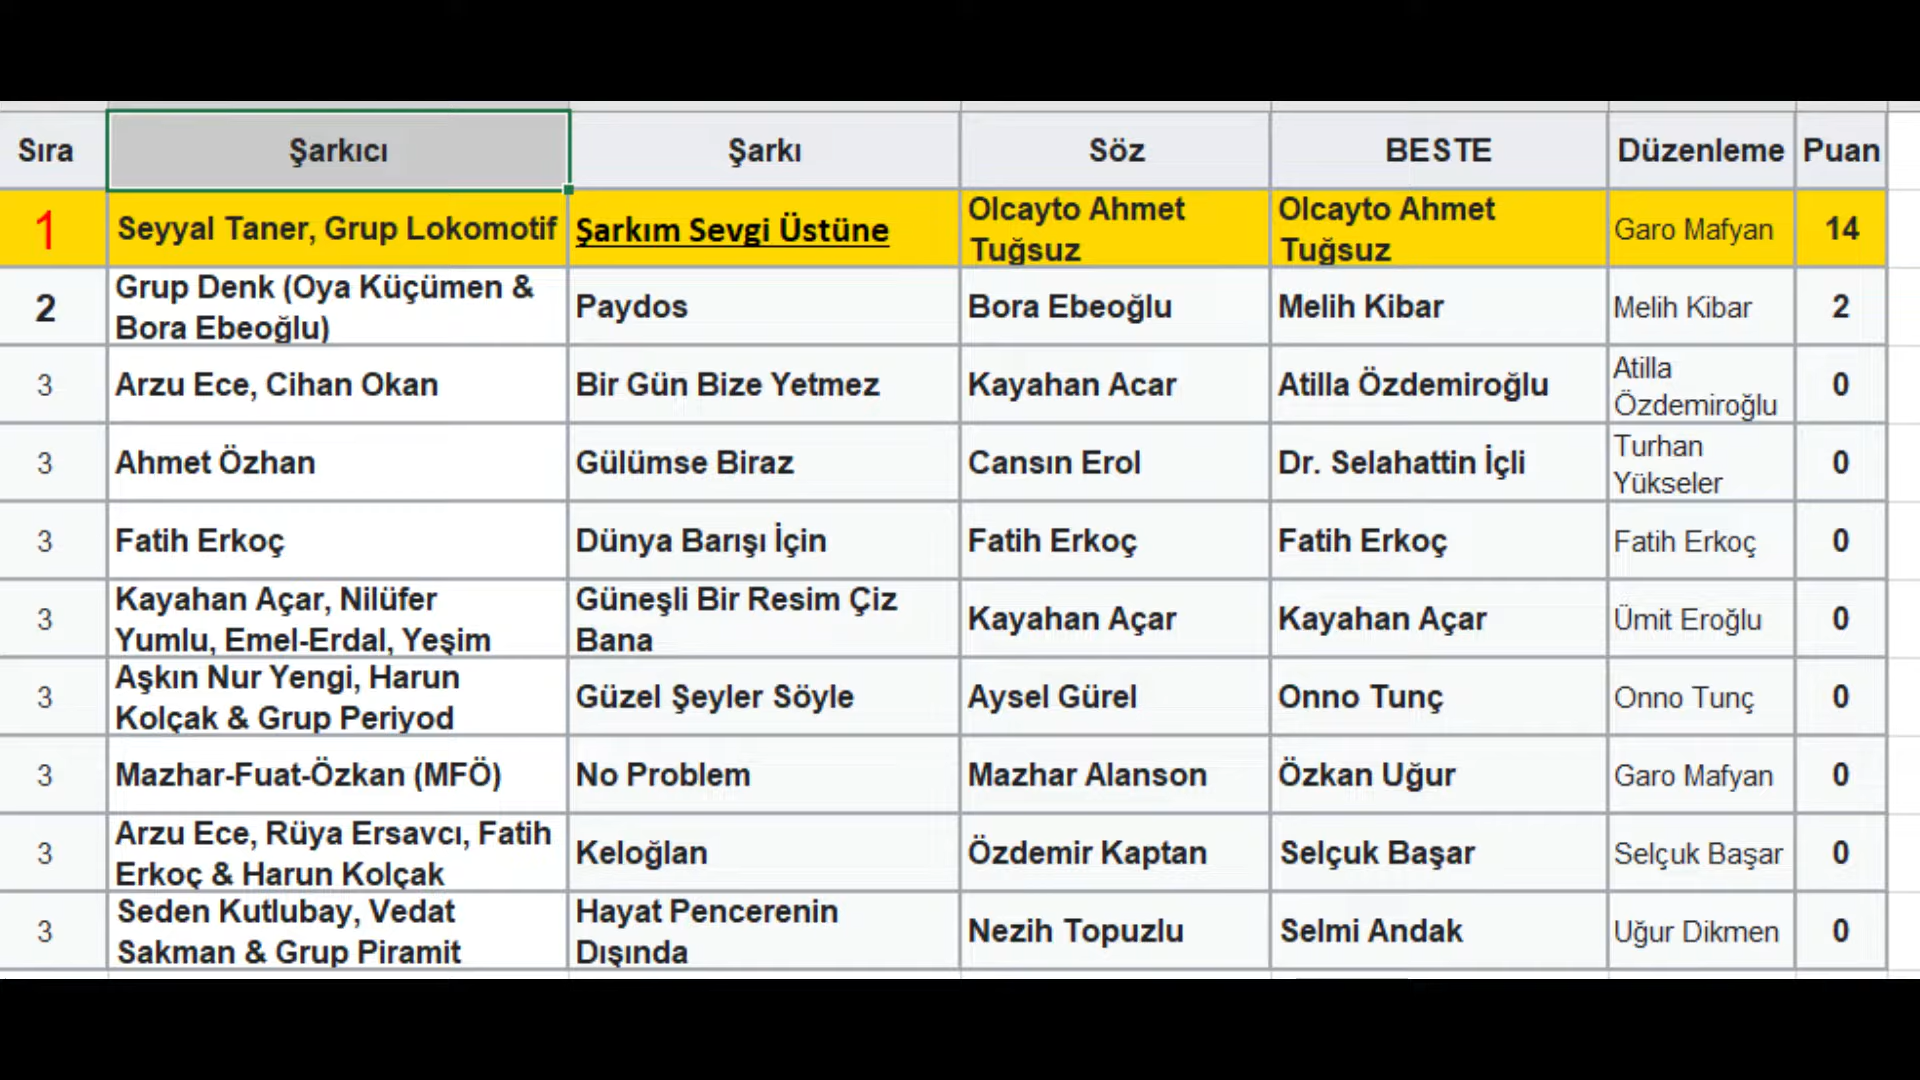 Sıra Şarkıcı Şarkı Söz BESTE Düzenleme Puan
1 Seyyal Taner, Grup Lokomotif Şarkım Sevgi Üstüne Olcayto Ahmet Tuğsuz Olcayto Ahmet Tuğsuz Garo Mafyan 14
2 Grup Denk (Oya Küçümen & Bora Ebeoğlu) Paydos Bora Ebeoğlu Melih Kibar Melih Kibar 2
3 Arzu Ece, Cihan Okan Bir Gün Bize Yetmez Kayahan Acar Atilla Özdemiroğlu Atilla Özdemiroğlu 0
3 Ahmet Özhan Gülümse Biraz Cansın Erol Dr. Selahattin İçli Turhan Yükseler 0
3 Fatih Erkoç Dünya Barışı İçin Fatih Erkoç Fatih Erkoç Fatih Erkoç 0
3 Kayahan Açar, Nilüfer Yumlu, Emel-Erdal, Yeşim Güneşli Bir Resim Çiz Bana Kayahan Açar Kayahan Açar Ümit Eroğlu 0
3 Aşkın Nur Yengi, Harun Kolçak & Grup Periyod Güzel Şeyler Söyle Aysel Gürel Onno Tunç Onno Tunç 0
3 Mazhar-Fuat-Özkan (MFÖ) No Problem Mazhar Alanson Özkan Uğur Garo Mafyan 0
3 Arzu Ece, Rüya Ersavcı, Fatih Erkoç & Harun Kolçak Keloğlan Özdemir Kaptan Selçuk Başar Selçuk Başar 0
3 Seden Kutlubay, Vedat Sakman & Grup Piramit Hayat Pencerenin Dışında Nezih Topuzlu Selmi Andak Uğur Dikmen 0